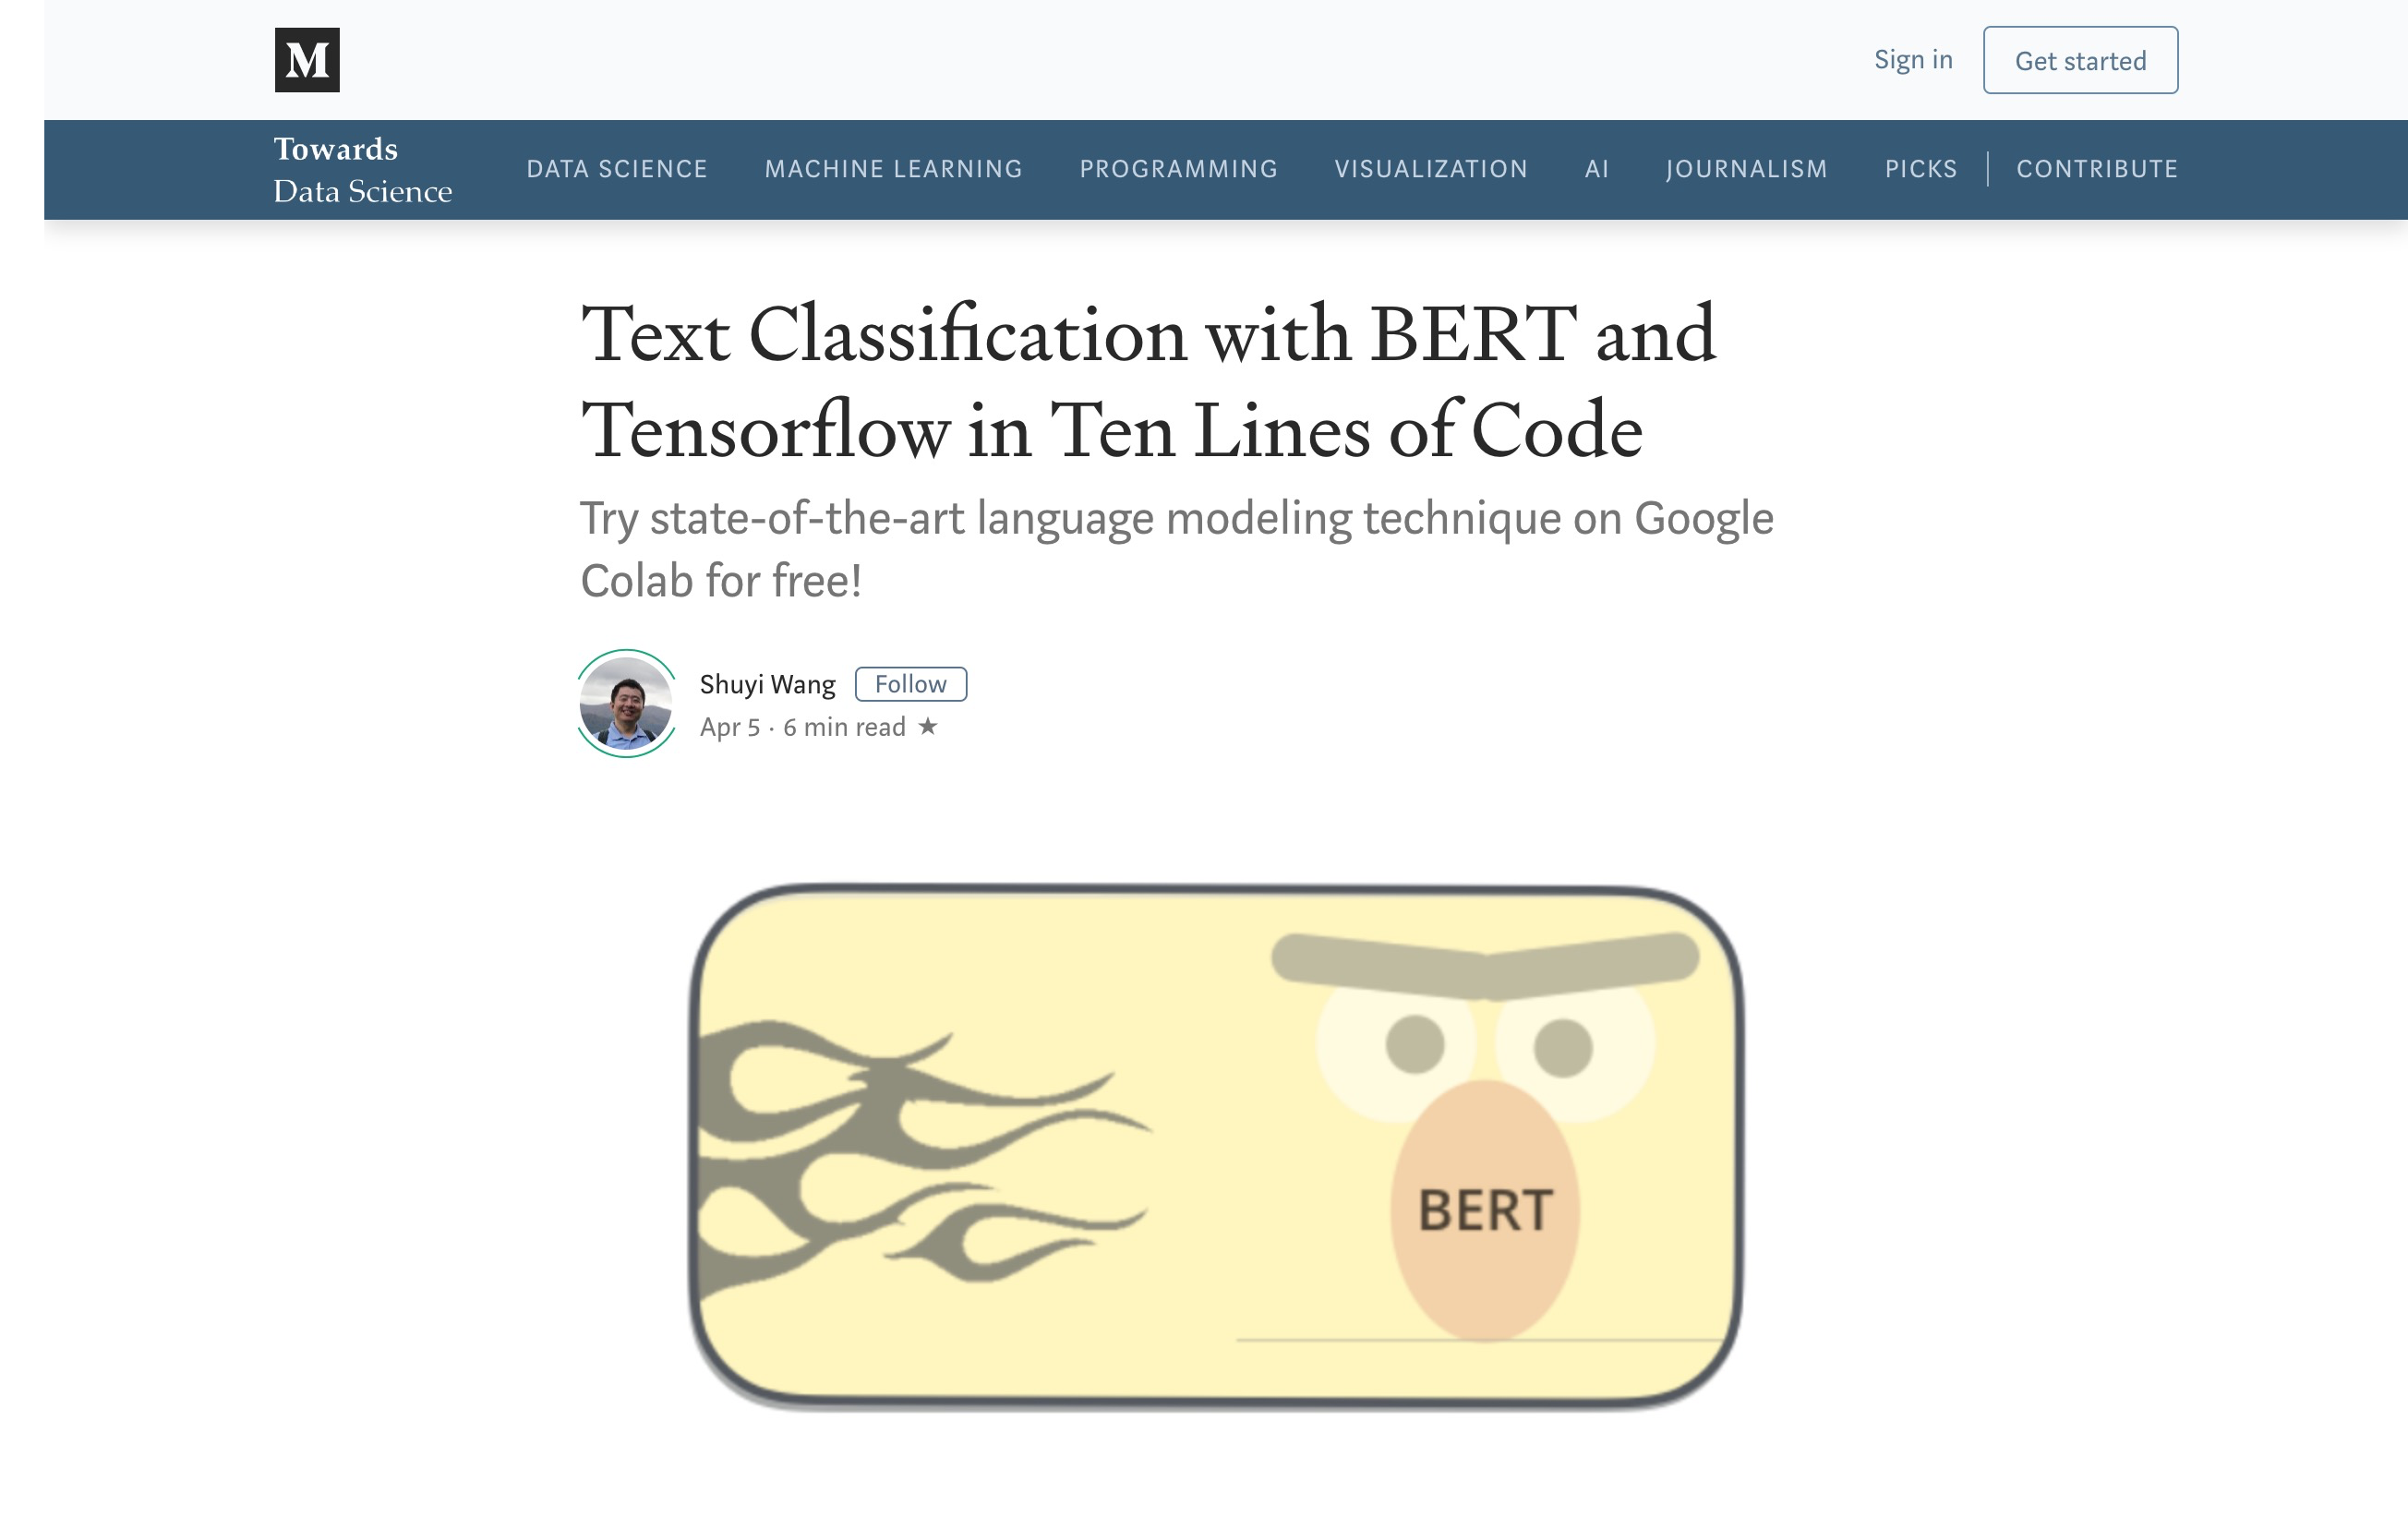 M
Sign in
Get started
Towards
Data Science
DATA SCIENCE
MACHINE LEARNING
PROGRAMMING
VISUALIZATION
AI
JOURNALISM
PICKS
CONTRIBUTE
Text Classification with BERT and
Tensorflow in Ten Lines of Code
Try state-of-the-art language modeling technique on Google
Colab for free!
Shuyi Wang
Follow
Apr 5 · 6 min read ★
BERT